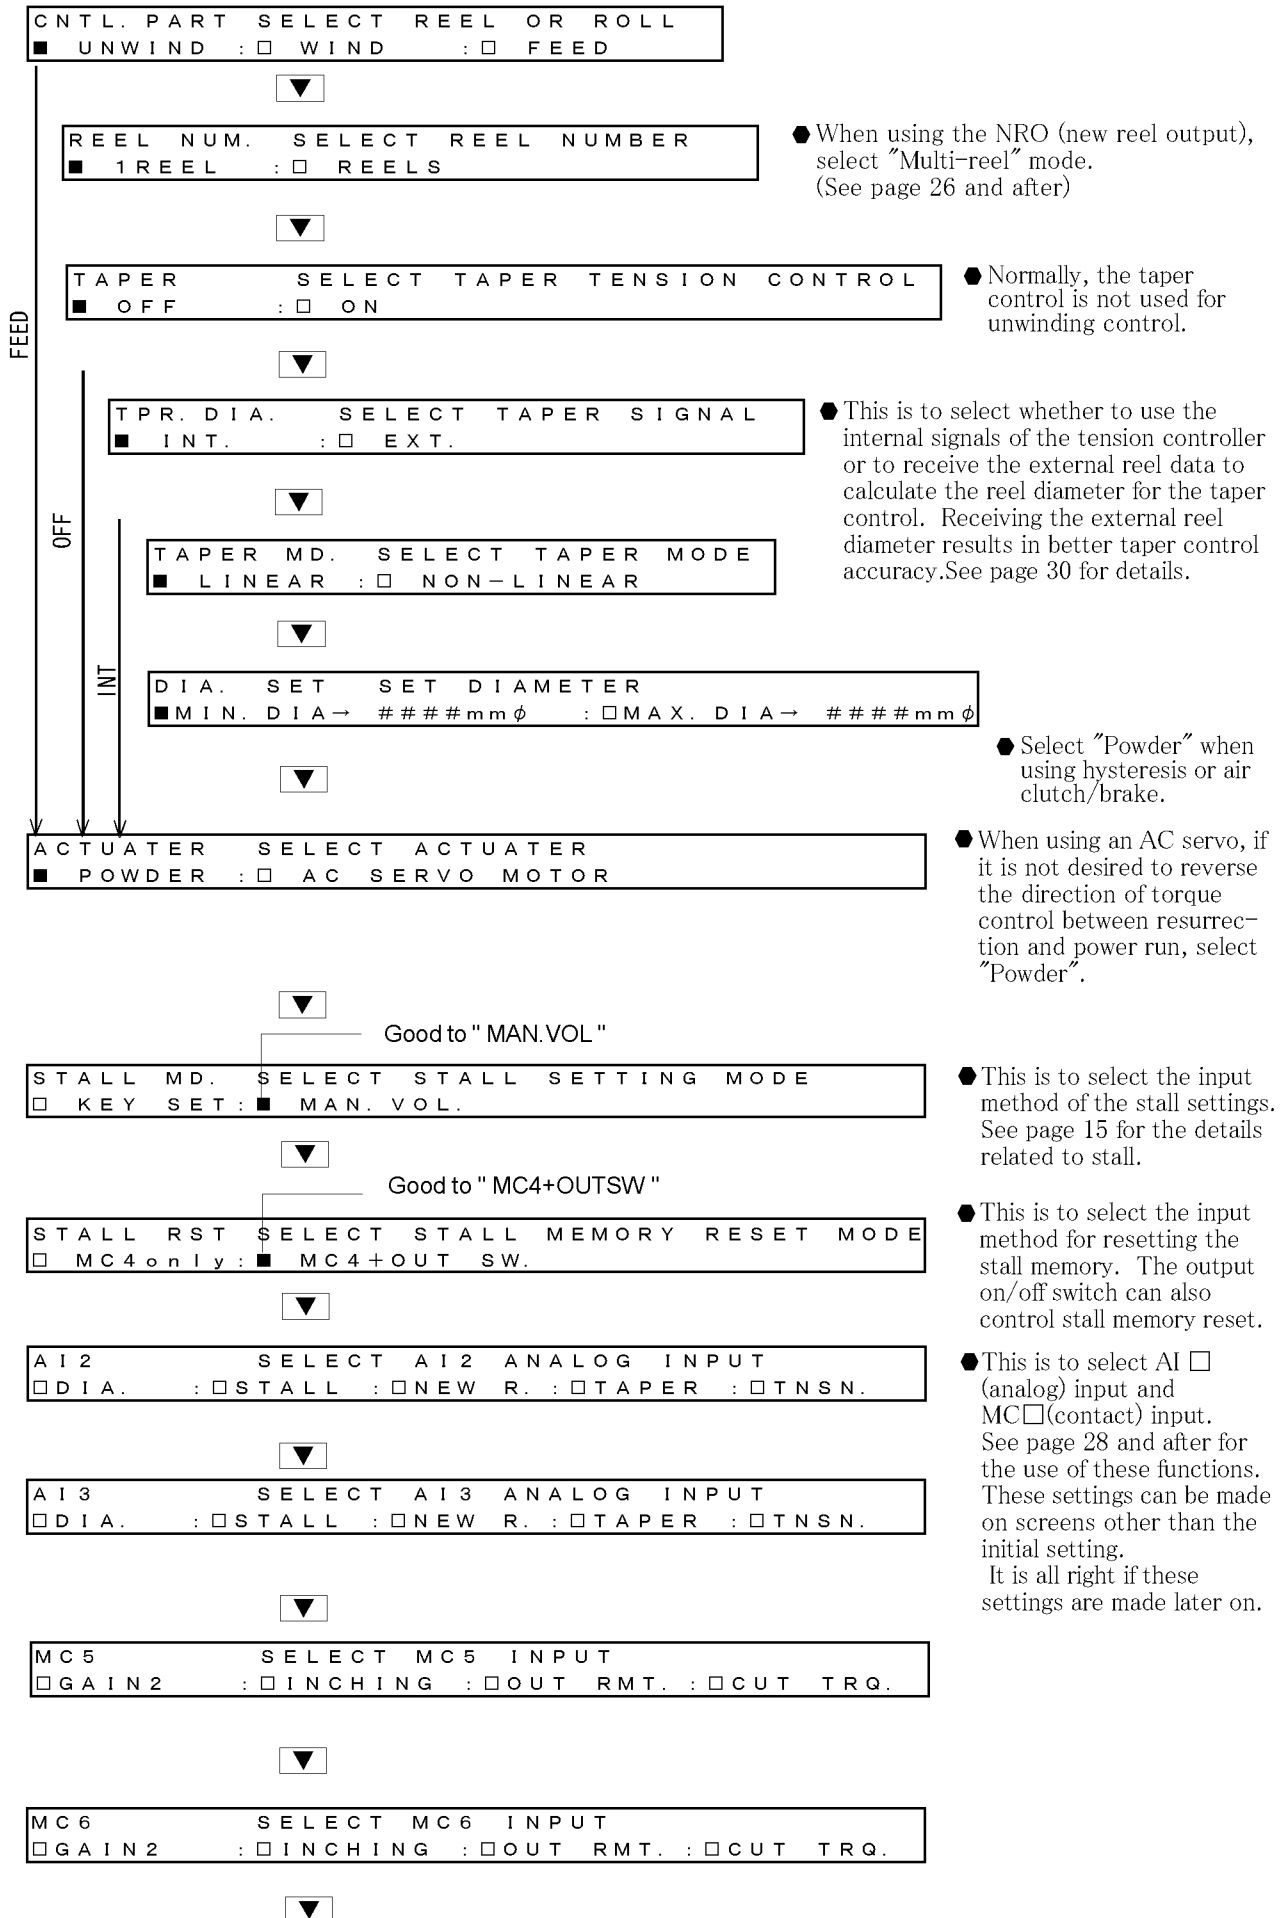 CNTL. PART SELECT REEL OR ROLL
■ UNWIND :□ WIND :□ FEED
▼
REEL NUM. SELECT REEL NUMBER
■ 1REEL :□ REELS
● When using the NRO (new reel output),
select "Multi-reel" mode.
(See page 26 and after)
▼
TAPER SELECT TAPER TENSION CONTROL
■ OFF :□ ON
● Normally, the taper
control is not used for
unwinding control.
FEED
▼
TPR. DIA. SELECT TAPER SIGNAL
■ INT. :□ EXT.
● This is to select whether to use the
internal signals of the tension controller
or to receive the external reel data to
calculate the reel diameter for the taper
control. Receiving the external reel
diameter results in better taper control
accuracy.See page 30 for details.
▼
OFF
TAPER MD. SELECT TAPER MODE
■ LINEAR :□ NON-LINEAR
▼
INT
DIA. SET SET DIAMETER
■MIN. DIA→ ####mmφ :□MAX. DIA→ ####mmφ
● Select "Powder" when
using hysteresis or air
clutch/brake.
▼
ACTUATER SELECT ACTUATER
■ POWDER :□ AC SERVO MOTOR
● When using an AC servo, if
it is not desired to reverse
the direction of torque
control between resurrec-
tion and power run, select
"Powder".
▼
Good to " MAN.VOL "
STALL MD. SELECT STALL SETTING MODE
□ KEY SET:■ MAN. VOL.
● This is to select the input
method of the stall settings.
See page 15 for the details
related to stall.
▼
Good to " MC4+OUTSW "
STALL RST SELECT STALL MEMORY RESET MODE
□ MC4only:■ MC4+OUT SW.
● This is to select the input
method for resetting the
stall memory. The output
on/off switch can also
control stall memory reset.
▼
AI2 SELECT AI2 ANALOG INPUT
□DIA. :□STALL :□NEW R. :□TAPER :□TNSN.
● This is to select AI □
(analog) input and
MC□(contact) input.
See page 28 and after for
the use of these functions.
These settings can be made
on screens other than the
initial setting.
It is all right if these
settings are made later on.
▼
AI3 SELECT AI3 ANALOG INPUT
□DIA. :□STALL :□NEW R. :□TAPER :□TNSN.
▼
MC5 SELECT MC5 INPUT
□GAIN2 :□INCHING :□OUT RMT. :□CUT TRQ.
▼
MC6 SELECT MC6 INPUT
□GAIN2 :□INCHING :□OUT RMT. :□CUT TRQ.
▼